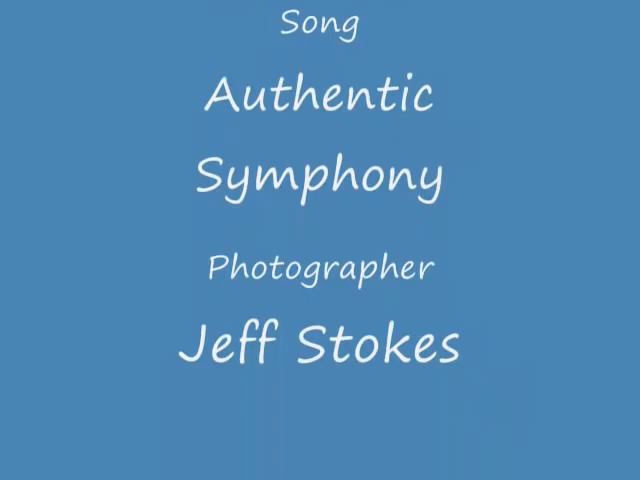 Song
Authentic
Symphony
Photographer
Jeff Stokes